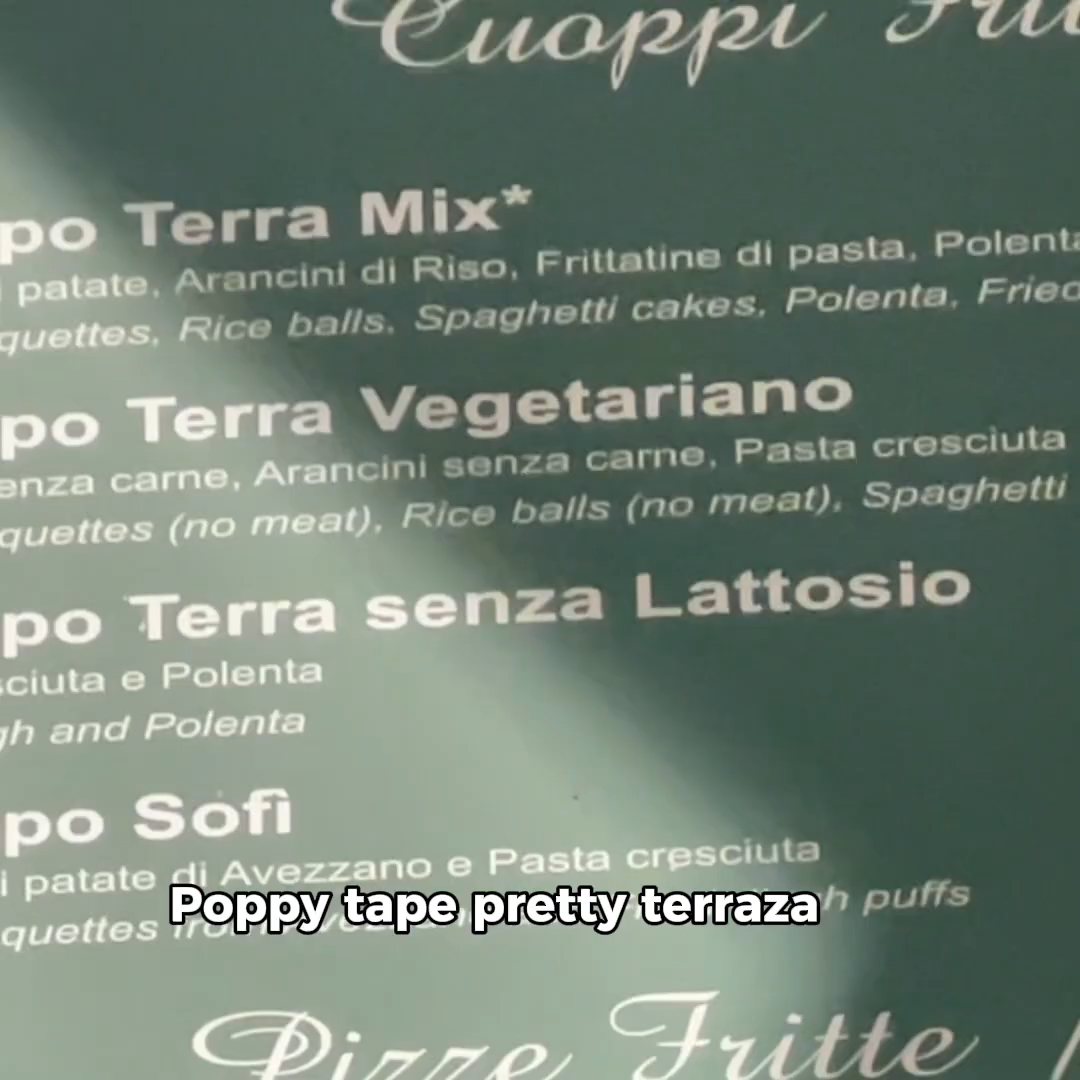 Cuoppi
po Terra Mix*
i patate, Arancini di Riso, Frittatine di pasta, Polenta
quettes, Rice balls, Spaghetti cakes, Polenta, Fried
po Terra Vegetariano
enza carne, Arancini senza carne, Pasta cresciuta
quettes (no meat), Rice balls (no meat), Spaghetti
po Terra senza Lattosio
sciuta e Polenta
gh and Polenta
po Sofì
i patate di Avezzano e Pasta cresciuta
quettes puffs
Poppy tape pretty terraza
Pizze Fritte